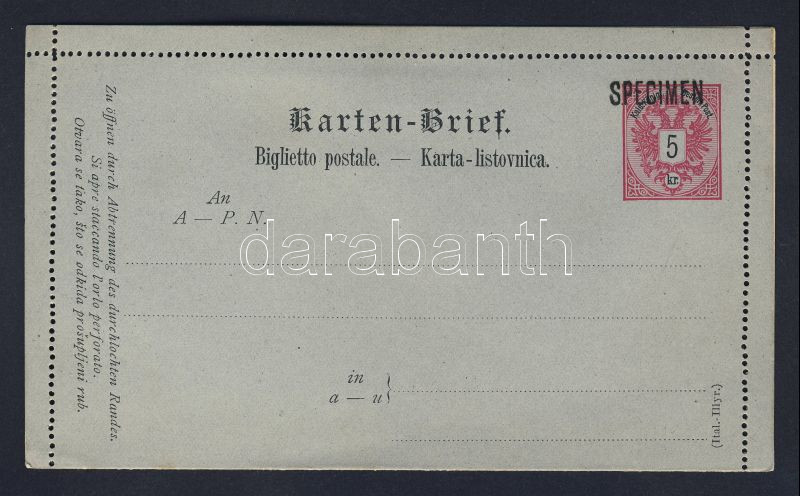 SPECIMEN
5
kr.
Karten-Brief.
Biglietto postale. — Karta-listovnica.
An
A — P. N.
darabanth
in
a — u
(Ital.-Illyr.)
Zu öffnen durch Abtrennung des durchlochten Randes.
Si apre staccando l'orlo perforato.
Otvara se tako, što se odkida prošupljeni rub.